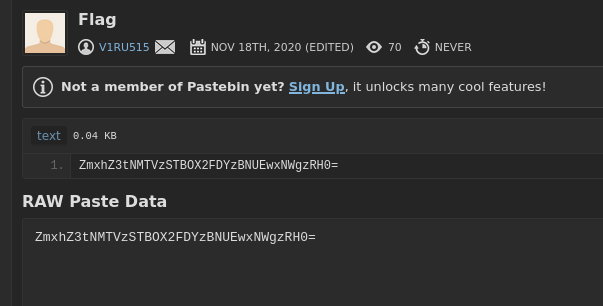 Flag
V1RU515 NOV 18TH, 2020 (EDITED) 70 NEVER
Not a member of Pastebin yet? Sign Up, it unlocks many cool features!
text 0.04 KB
1. ZmxhZ3tNMTVzSTBOX2FDYzBNUEwxNWgzRH0=
RAW Paste Data
ZmxhZ3tNMTVzSTBOX2FDYzBNUEwxNWgzRH0=